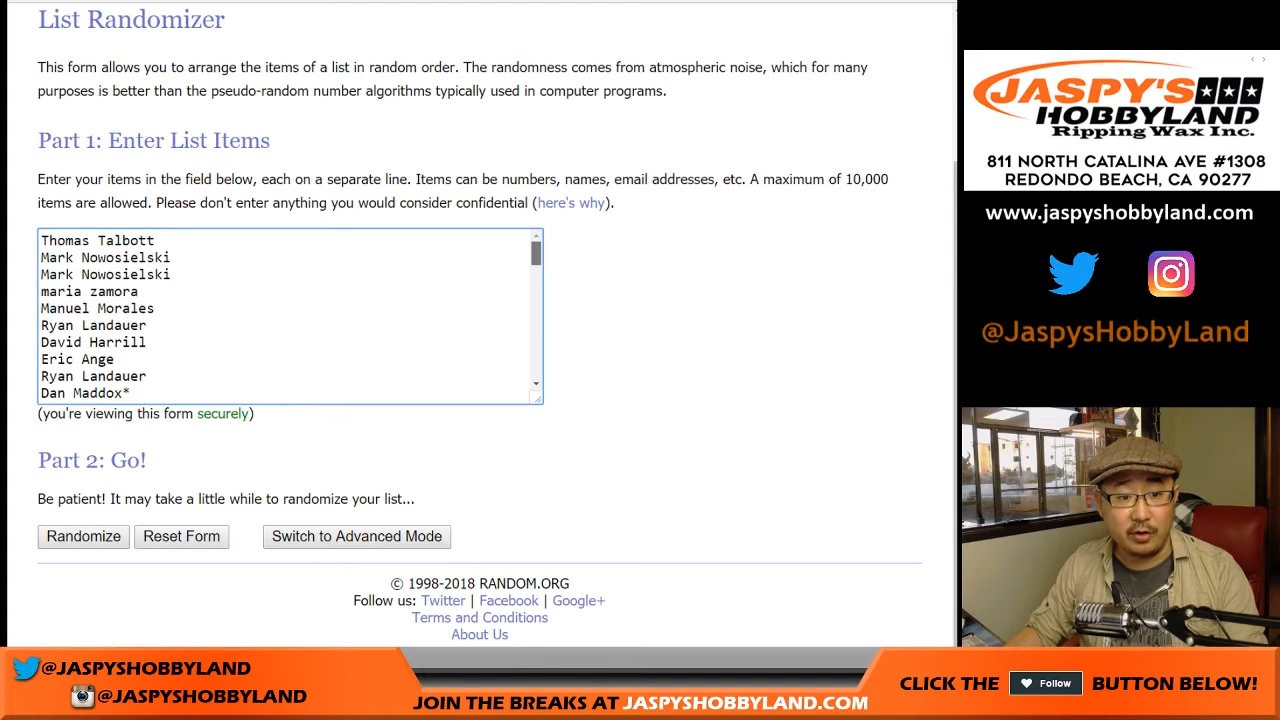 List Randomizer
This form allows you to arrange the items of a list in random order. The randomness comes from atmospheric noise, which for many
purposes is better than the pseudo-random number algorithms typically used in computer programs.
Part 1: Enter List Items
Enter your items in the field below, each on a separate line. Items can be numbers, names, email addresses, etc. A maximum of 10,000
items are allowed. Please don't enter anything you would consider confidential (here's why).
Thomas Talbott
Mark Nowosielski
Mark Nowosielski
maria zamora
Manuel Morales
Ryan Landauer
David Harrill
Eric Ange
Ryan Landauer
Dan Maddox*
(you're viewing this form securely)
Part 2: Go!
Be patient! It may take a little while to randomize your list...
Randomize
Reset Form
Switch to Advanced Mode
© 1998-2018 RANDOM.ORG
Follow us: Twitter | Facebook | Google+
Terms and Conditions
About Us
JASPY'S
HOBBYLAND
Ripping Wax Inc.
811 NORTH CATALINA AVE #1308
REDONDO BEACH, CA 90277
www.jaspyshobbyland.com
@JaspysHobbyLand
@JASPYSHOBBYLAND
@JASPYSHOBBYLAND
JOIN THE BREAKS AT JASPYSHOBBYLAND.COM
CLICK THE Follow BUTTON BELOW!